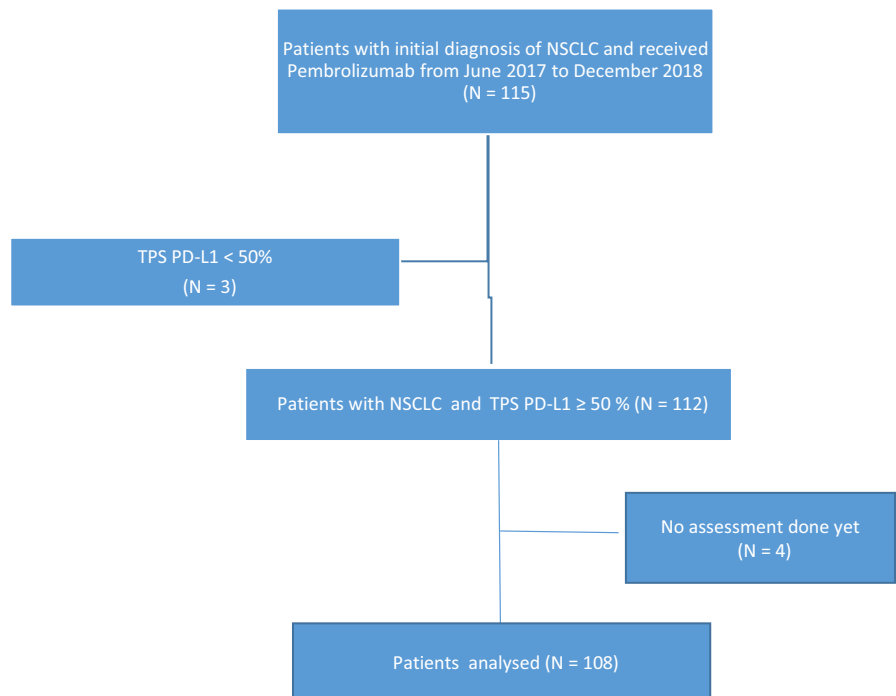 Patients with initial diagnosis of NSCLC and received
Pembrolizumab from June 2017 to December 2018
(N = 115)
TPS PD-L1 < 50%
(N = 3)
Patients with NSCLC and TPS PD-L1 ≥ 50 % (N = 112)
No assessment done yet
(N = 4)
Patients analysed (N = 108)